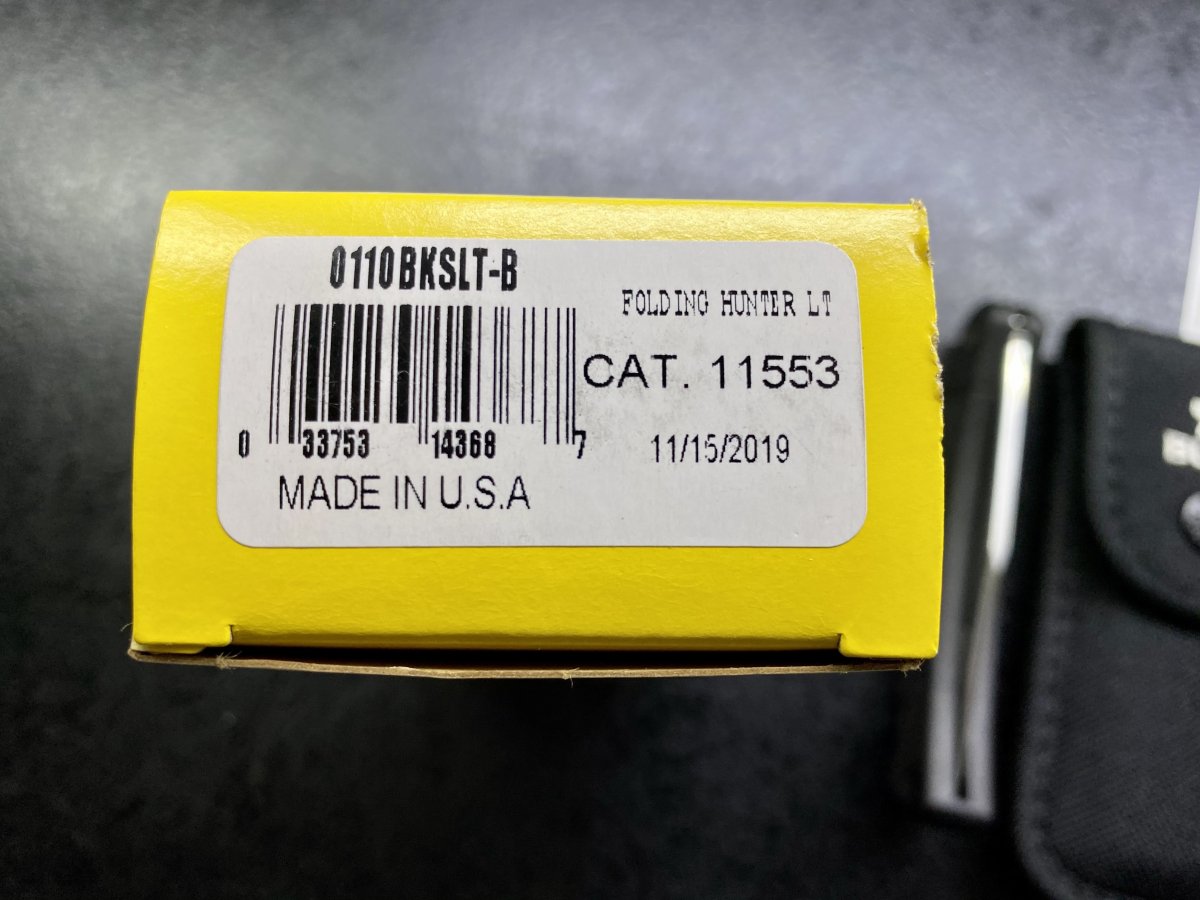 0110BKSLT-B
FOLDING HUNTER LT
CAT. 11553
0 33753 14368 7
11/15/2019
MADE IN U.S.A